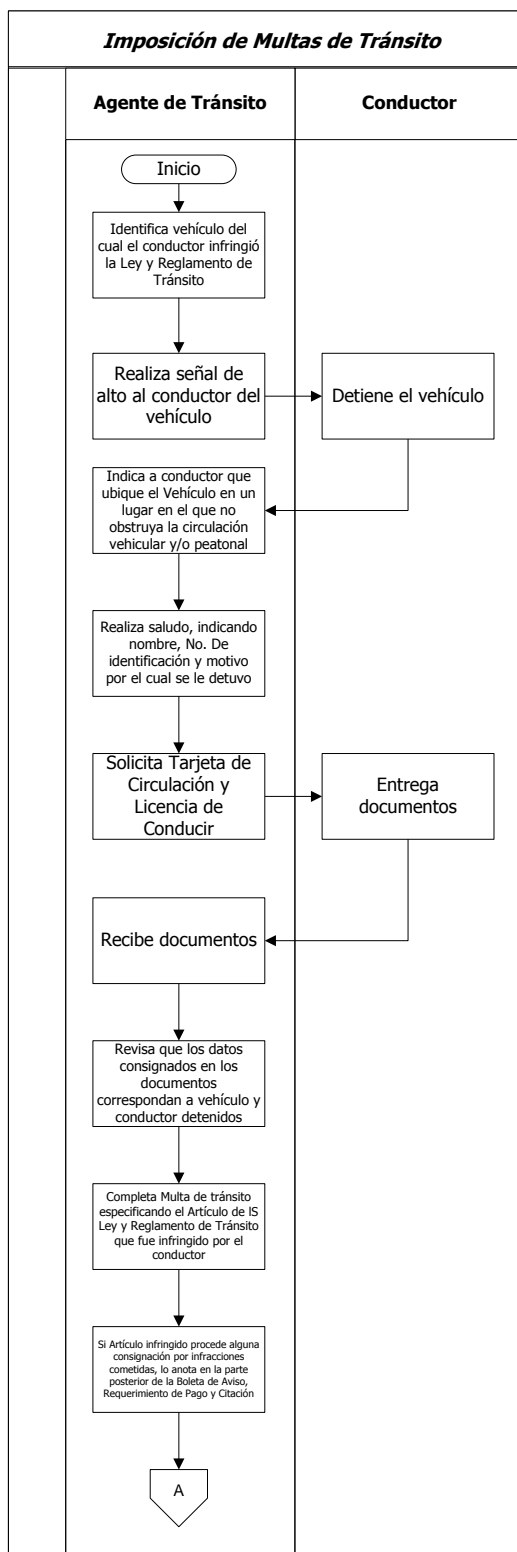 Imposición de Multas de Tránsito
Agente de Tránsito
Conductor
Inicio
Identifica vehículo del
cual el conductor infringió
la Ley y Reglamento de
Tránsito
Realiza señal de
alto al conductor del
vehículo
Detiene el vehículo
Indica a conductor que
ubique el Vehículo en un
lugar en el que no
obstruya la circulación
vehicular y/o peatonal
Realiza saludo, indicando
nombre, No. De
identificación y motivo
por el cual se le detuvo
Solicita Tarjeta de
Circulación y
Licencia de
Conducir
Entrega
documentos
Recibe documentos
Revisa que los datos
consignados en los
documentos
correspondan a vehículo y
conductor detenidos
Completa Multa de tránsito
especificando el Artículo de lS
Ley y Reglamento de Tránsito
que fue infringido por el
conductor
Si Artículo infringido procede alguna
consignación por infracciones
cometidas, lo anota en la parte
posterior de la Boleta de Aviso,
Requerimiento de Pago y Citación
A